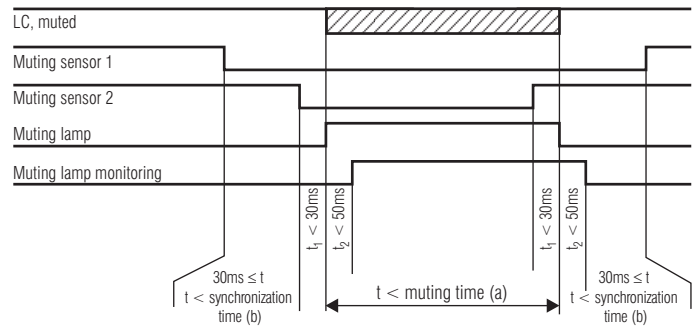 LC, muted
Muting sensor 1
Muting sensor 2
Muting lamp
Muting lamp monitoring
t1 < 30ms
t2 < 50ms
t1 < 30ms
t2 < 50ms
30ms ≤ t
t < synchronization
time (b)
t < muting time (a)
30ms ≤ t
t < synchronization
time (b)